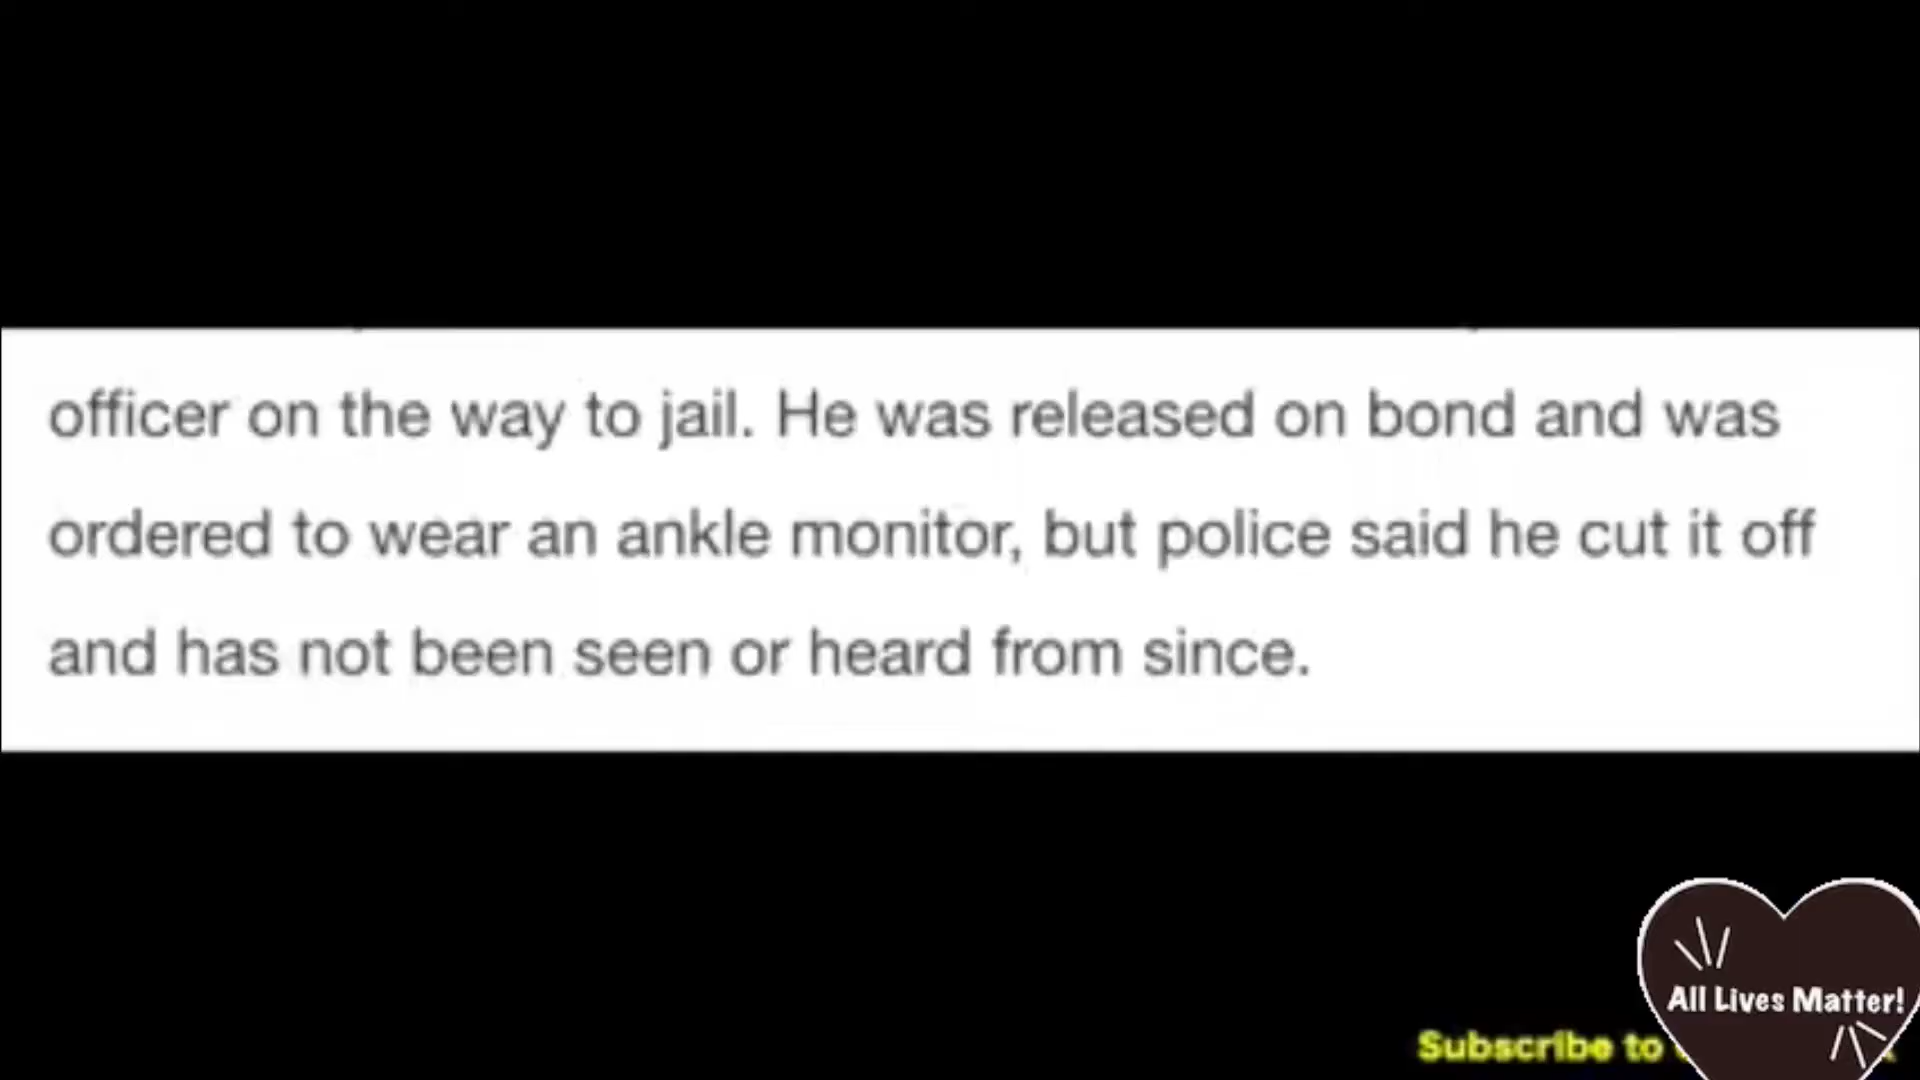 officer on the way to jail. He was released on bond and was
ordered to wear an ankle monitor, but police said he cut it off
and has not been seen or heard from since.
All Lives Matter!
Subscribe to